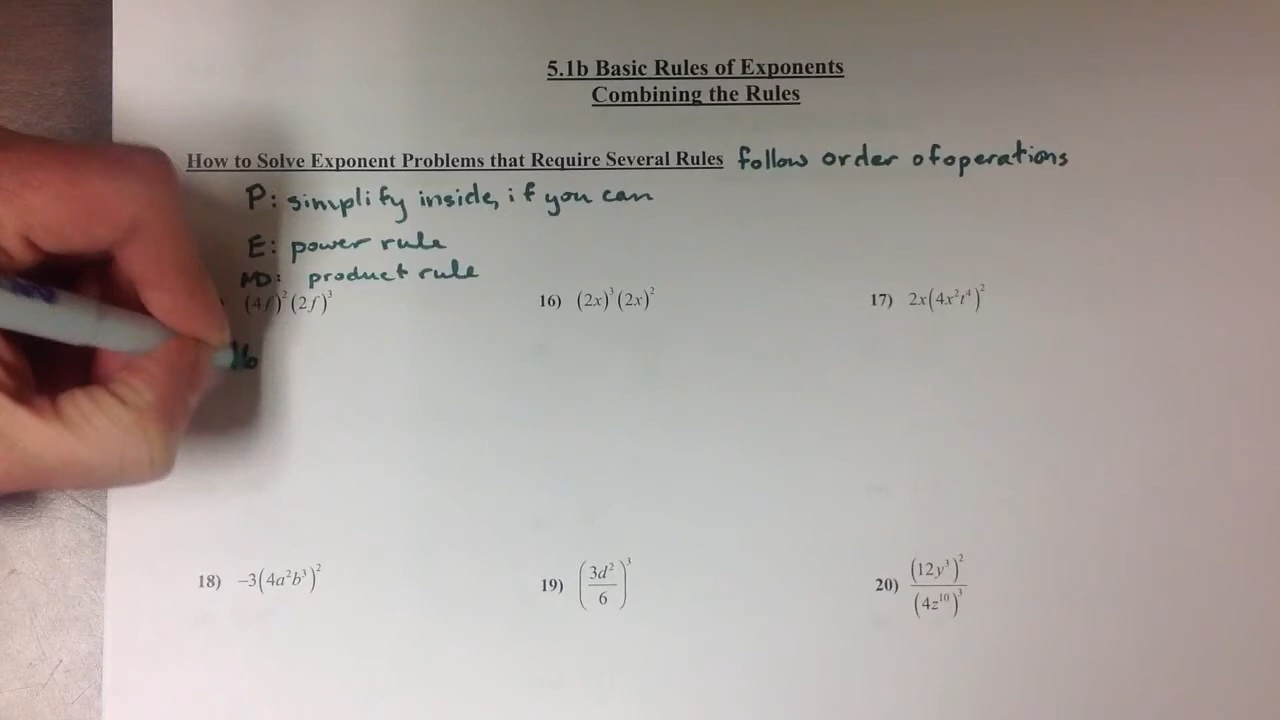 5.1b Basic Rules of Exponents
Combining the Rules
How to Solve Exponent Problems that Require Several Rules follow order of operations
P: simplify inside, if you can
E: power rule
MD: product rule
(4f)²(2f)³ 16) (2x)³(2x)² 17) 2x(4x²t⁴)²
16
18) −3(4a²b³)² 19) (3d²/6)³ 20) (12y³)²/(4z¹⁰)³